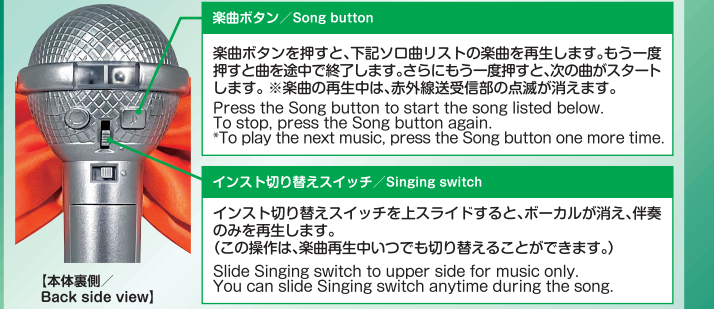 楽曲ボタン／Song button
楽曲ボタンを押すと、下記ソロ曲リストの楽曲を再生します。もう一度
押すと曲を途中で終了します。さらにもう一度押すと、次の曲がスタート
します。 ※楽曲の再生中は、赤外線送受信部の点滅が消えます。
Press the Song button to start the song listed below.
To stop, press the Song button again.
*To play the next music, press the Song button one more time.
インスト切り替えスイッチ／Singing switch
インスト切り替えスイッチを上スライドすると、ボーカルが消え、伴奏
のみを再生します。
（この操作は、楽曲再生中いつでも切り替えることができます。）
Slide Singing switch to upper side for music only.
You can slide Singing switch anytime during the song.
【本体裏側／
Back side view】